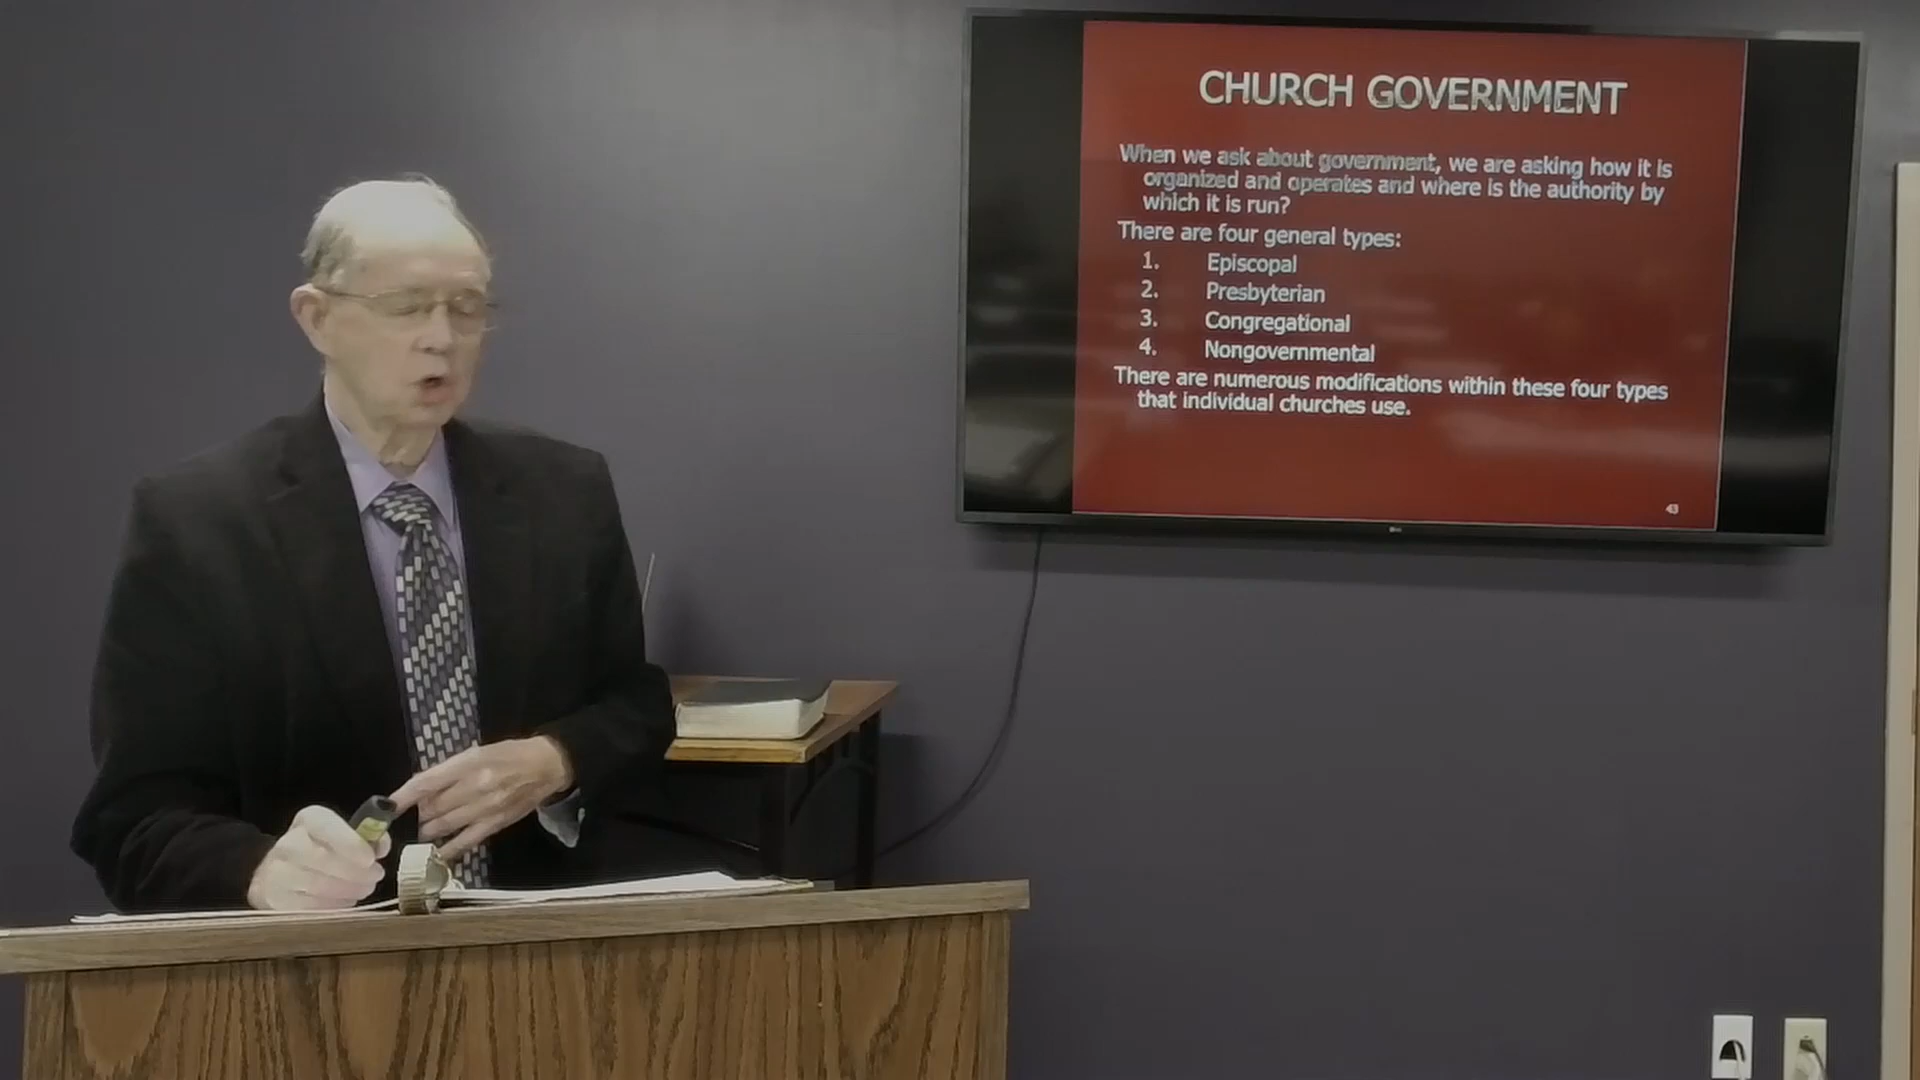 CHURCH GOVERNMENT
When we ask about government, we are asking how it is
organized and operates and where is the authority by
which it is run?
There are four general types:
1. Episcopal
2. Presbyterian
3. Congregational
4. Nongovernmental
There are numerous modifications within these four types
that individual churches use.
43